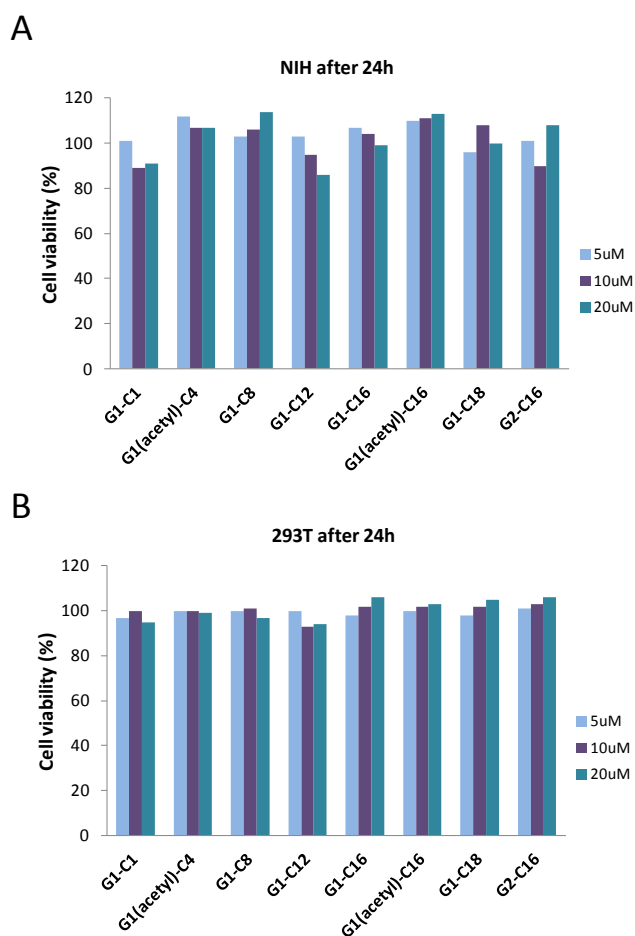 A
NIH after 24h
Cell viability (%)
120
100
80
60
40
20
0
G1-C1
G1(acetyl)-C4
G1-C8
G1-C12
G1-C16
G1(acetyl)-C16
G1-C18
G2-C16
5uM
10uM
20uM
B
293T after 24h
Cell viability (%)
120
100
80
60
40
20
0
G1-C1
G1(acetyl)-C4
G1-C8
G1-C12
G1-C16
G1(acetyl)-C16
G1-C18
G2-C16
5uM
10uM
20uM